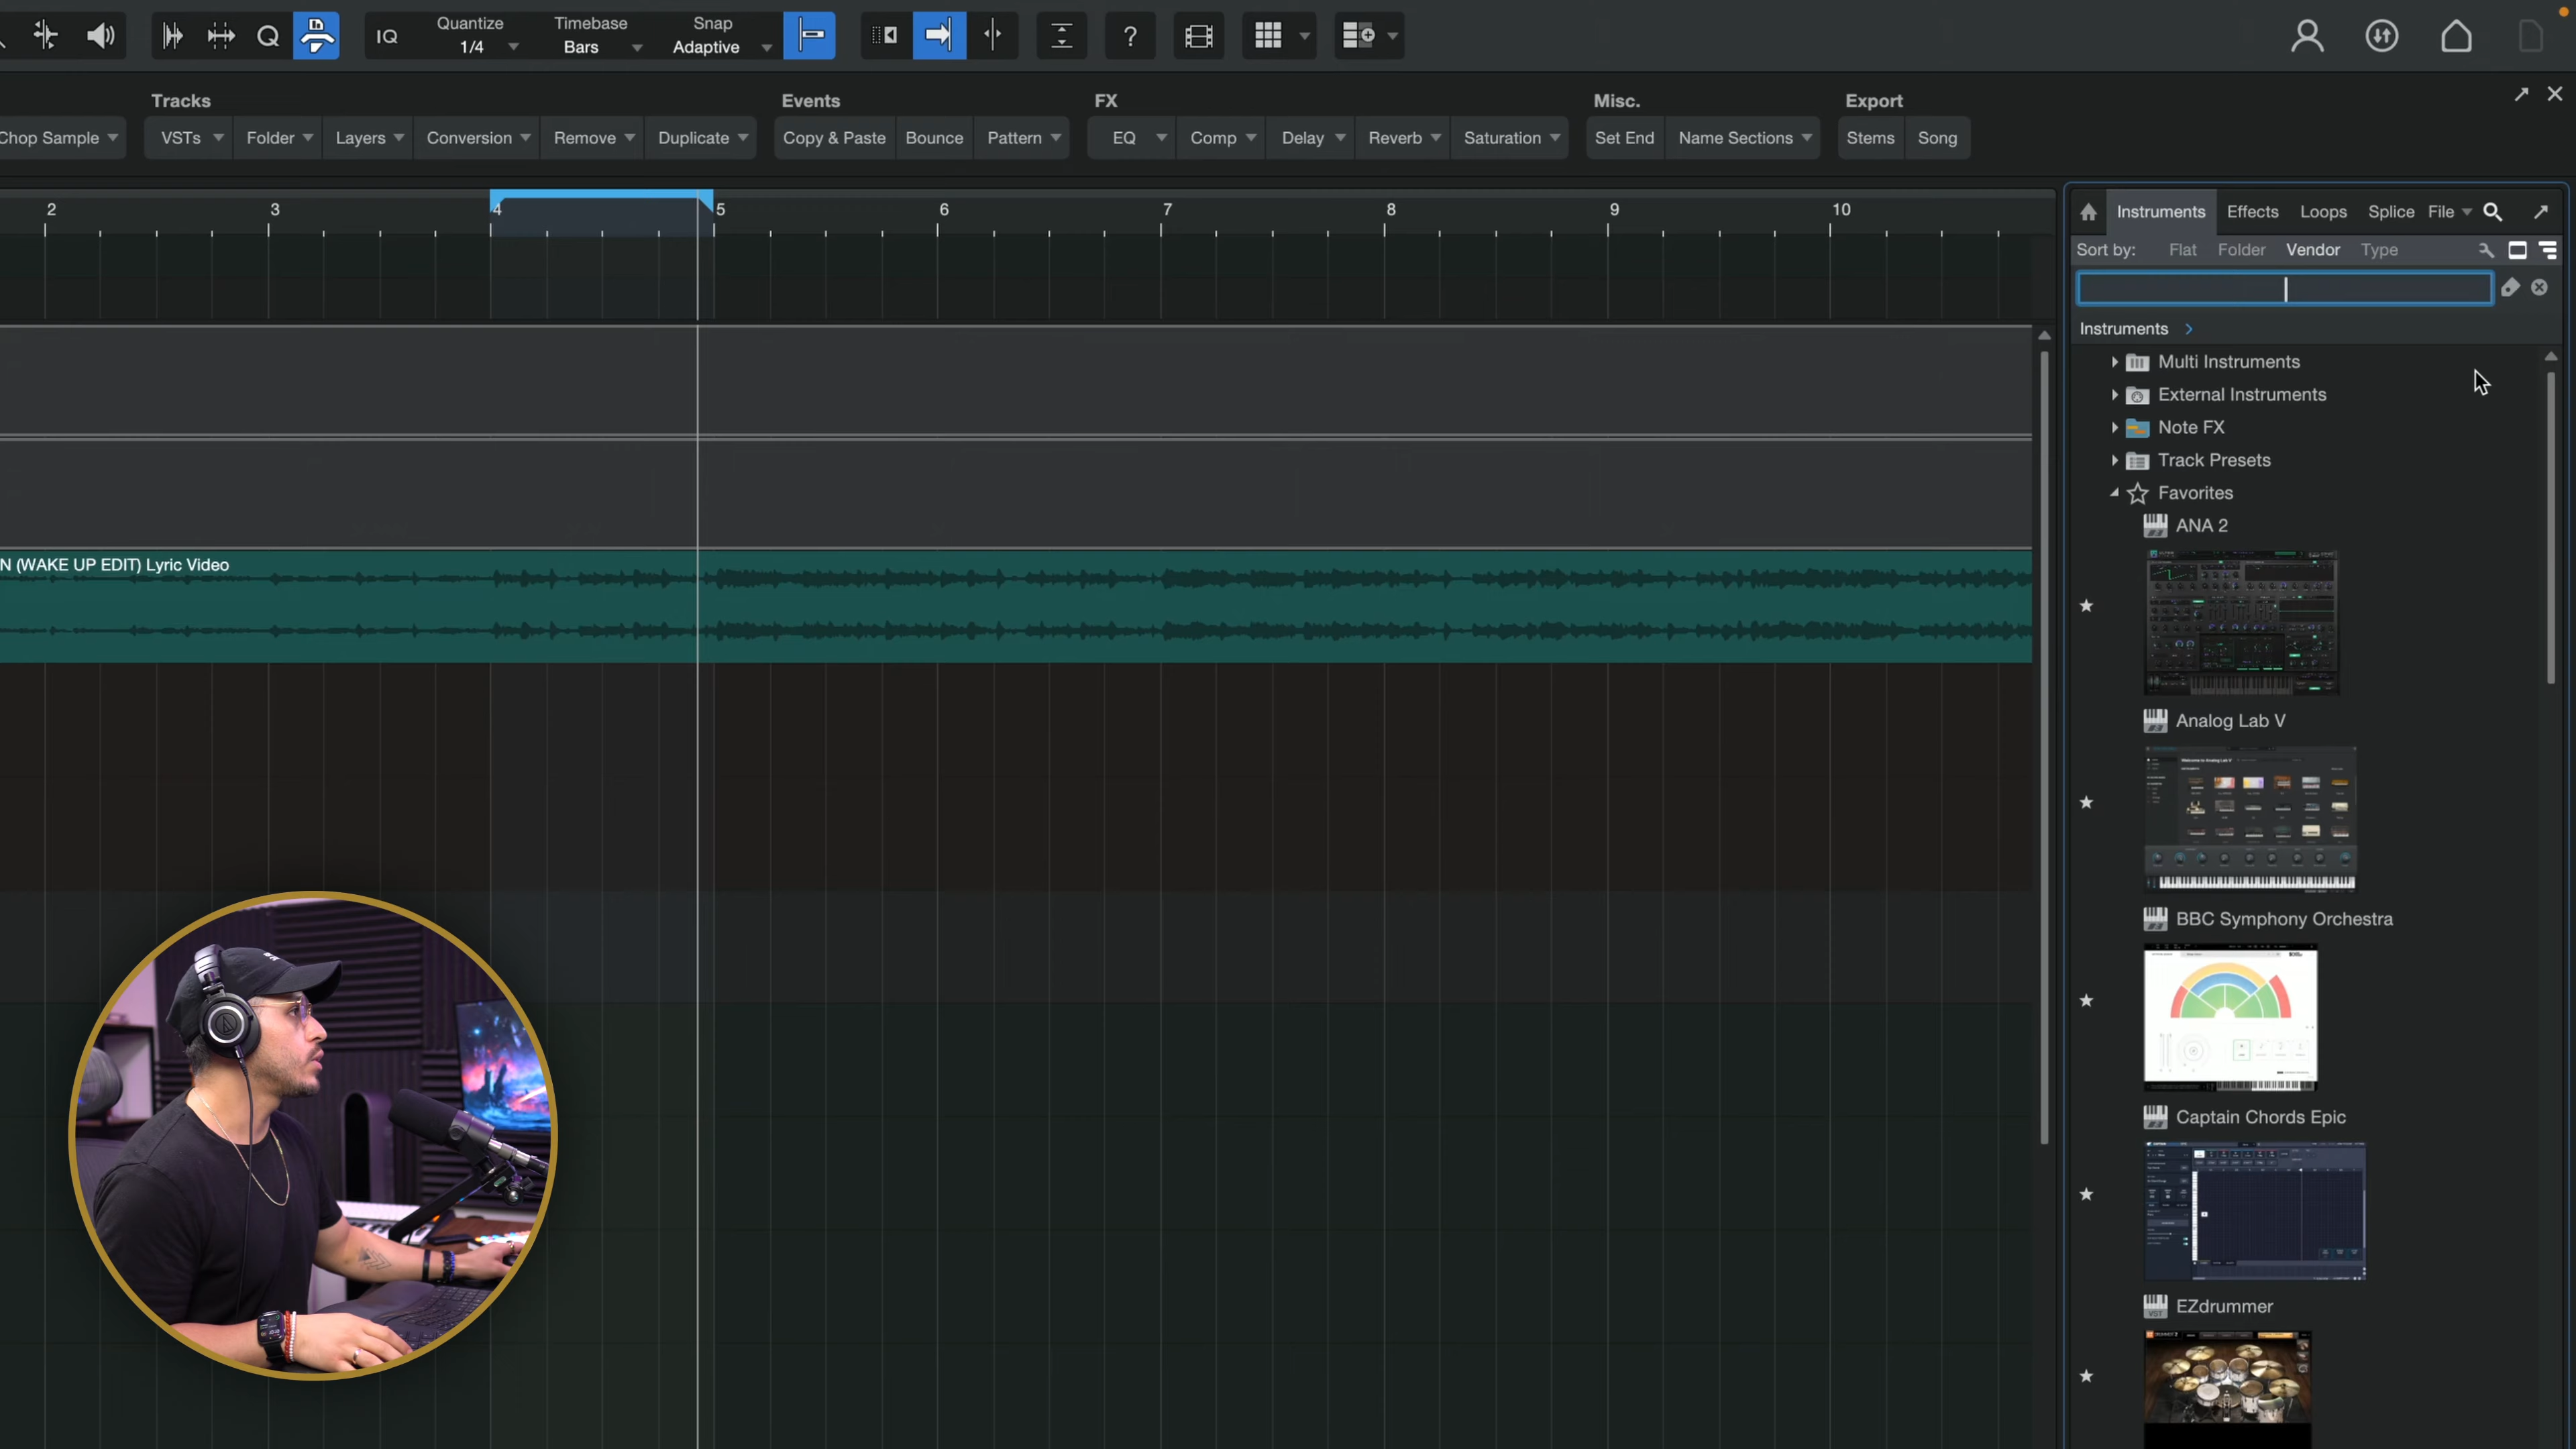 IQ
Quantize
1/4
Timebase
Bars
Snap
Adaptive
?
Q
Tracks
Events
FX
Misc.
Export
Chop Sample
VSTs
Folder
Layers
Conversion
Remove
Duplicate
Copy & Paste
Bounce
Pattern
EQ
Comp
Delay
Reverb
Saturation
Set End
Name Sections
Stems
Song
2 3 4 5 6 7 8 9 10
Instruments
Effects
Loops
Splice
File
Sort by: Flat Folder Vendor Type
Instruments
Multi Instruments
External Instruments
Note FX
Track Presets
Favorites
ANA 2
Analog Lab V
BBC Symphony Orchestra
Captain Chords Epic
EZdrummer
N (WAKE UP EDIT) Lyric Video